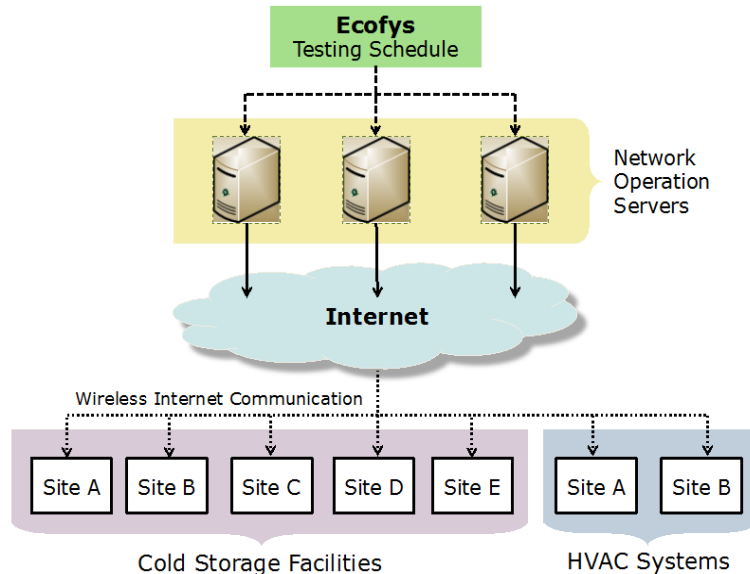 Ecofys
Testing Schedule
Network
Operation
Servers
Internet
Wireless Internet Communication
Site A
Site B
Site C
Site D
Site E
Site A
Site B
Cold Storage Facilities
HVAC Systems